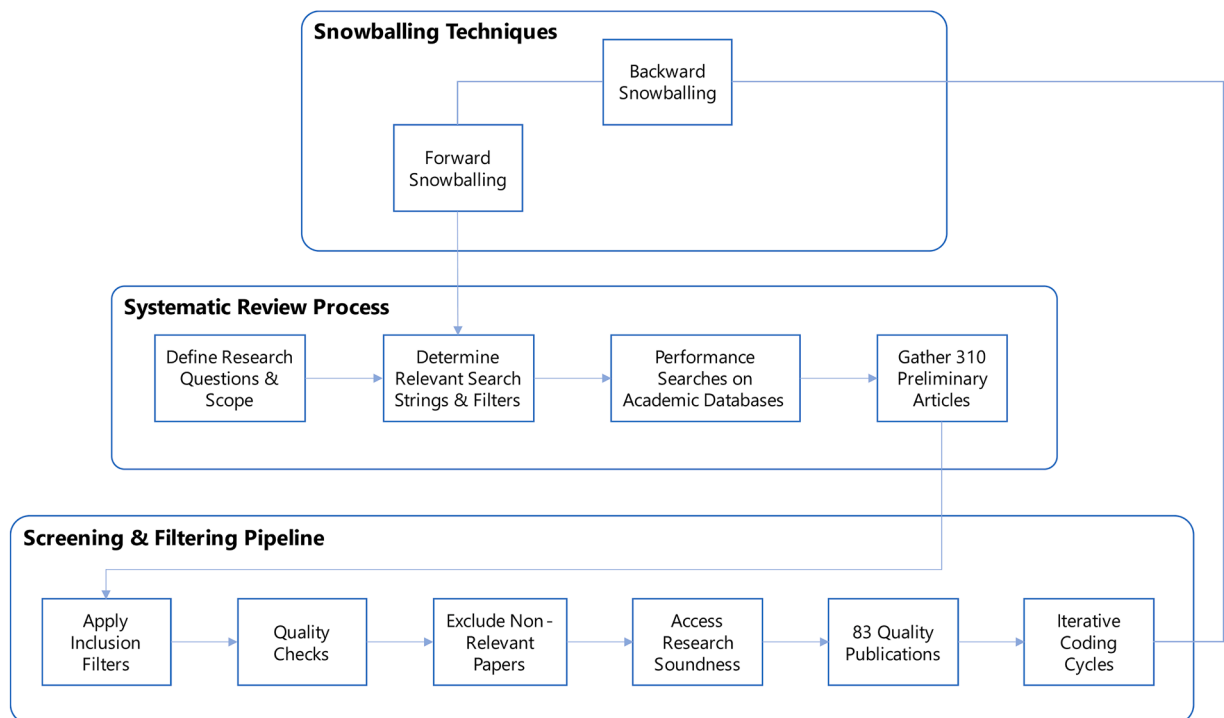 Snowballing Techniques
Backward
Snowballing
Forward
Snowballing
Systematic Review Process
Define Research
Questions &
Scope
Determine
Relevant Search
Strings & Filters
Performance
Searches on
Academic Databases
Gather 310
Preliminary
Articles
Screening & Filtering Pipeline
Apply
Inclusion
Filters
Quality
Checks
Exclude Non -
Relevant
Papers
Access
Research
Soundness
83 Quality
Publications
Iterative
Coding
Cycles